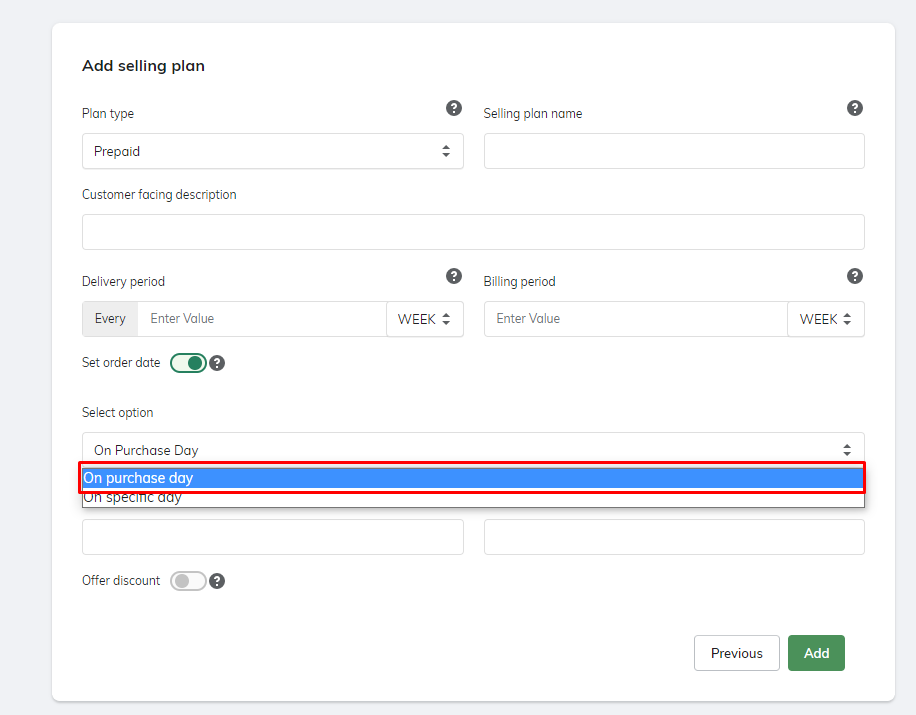 Add selling plan
Plan type
Selling plan name
Prepaid
Customer facing description
Delivery period
Billing period
Every Enter Value WEEK
Enter Value WEEK
Set order date
Select option
On Purchase Day
On purchase day
On specific day
Offer discount
Previous Add